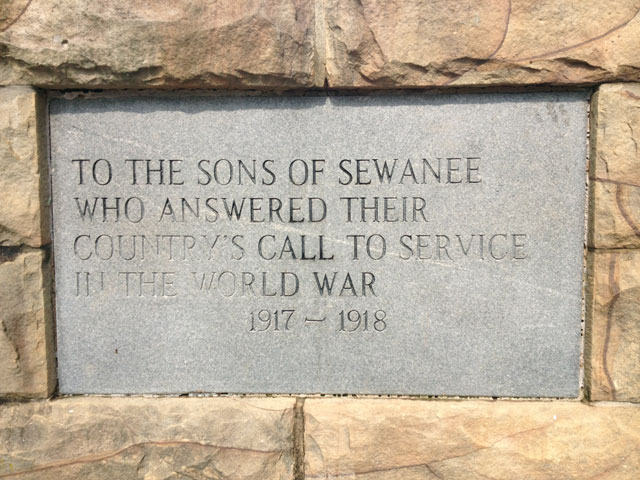 TO THE SONS OF SEWANEE
WHO ANSWERED THEIR
COUNTRY'S CALL TO SERVICE
IN THE WORLD WAR
1917 – 1918